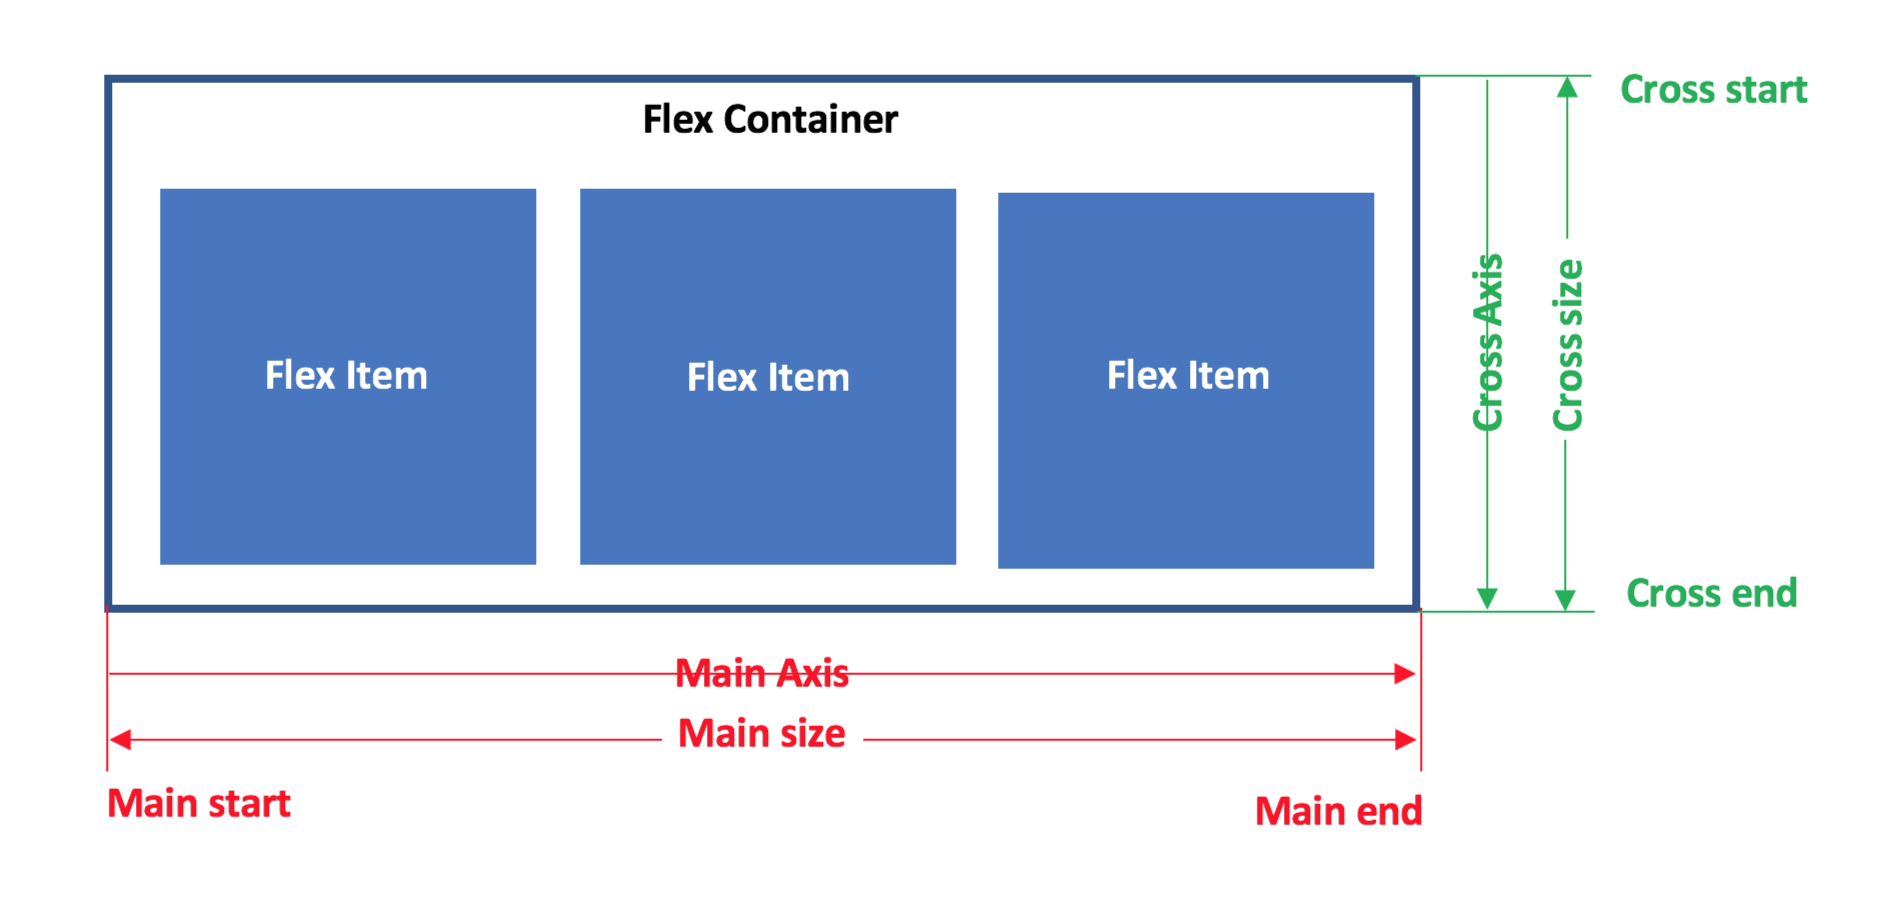 Flex Container
Cross start
Flex Item
Flex Item
Flex Item
Cross Axis
Cross size
Cross end
Main Axis
Main size
Main start
Main end